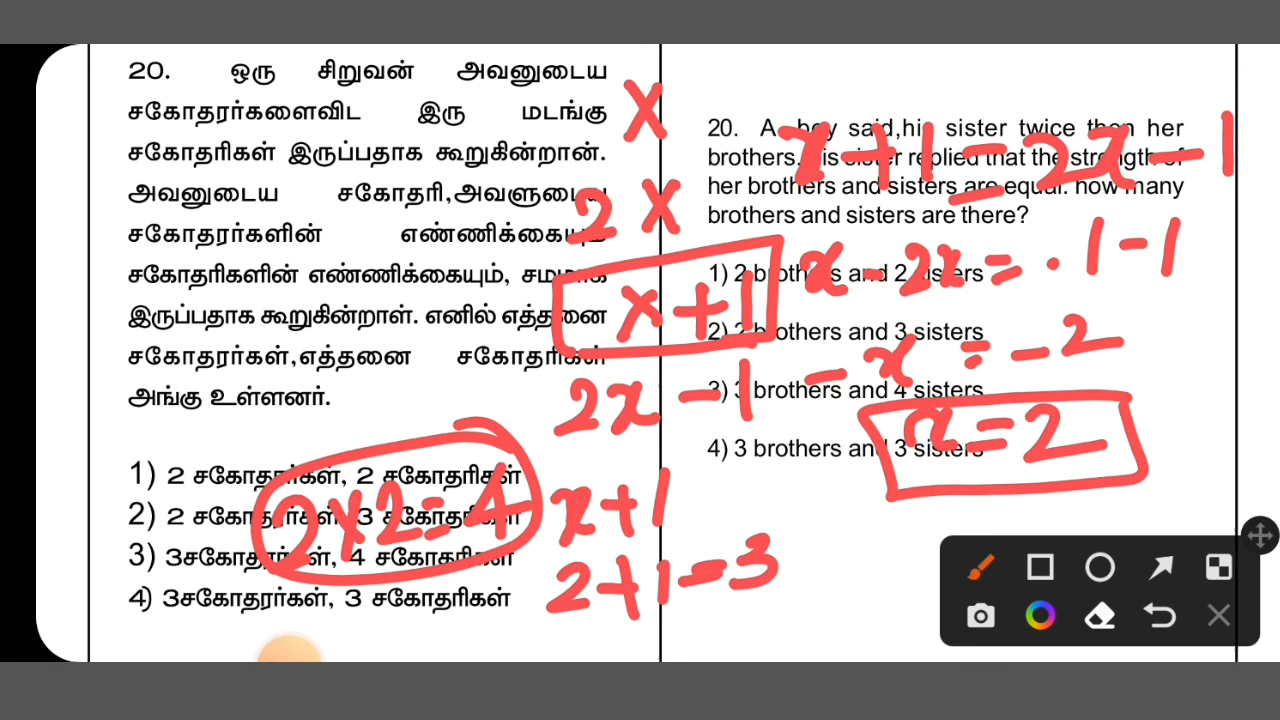 20. ஒரு சிறுவன் அவனுடைய
சகோதரர்களைவிட இரு மடங்கு
சகோதரிகள் இருப்பதாக கூறுகின்றான்.
அவனுடைய சகோதரி,அவளுடைய
சகோதரர்களின் எண்ணிக்கையும்
சகோதரிகளின் எண்ணிக்கையும், சமமாக
இருப்பதாக கூறுகின்றாள். எனில் எத்தனை
சகோதரர்கள்,எத்தனை சகோதரிகள்
அங்கு உள்ளனர்.
1) 2 சகோதரர்கள், 2 சகோதரிகள்
2) 2 சகோதரர்கள், 3 சகோதரிகள்
3) 3சகோதரர்கள், 4 சகோதரிகள்
4) 3சகோதரர்கள், 3 சகோதரிகள்
2x2=4
x
2x
x+1
2x-1
x+1
2+1=3
20. A boy said,his sister twice then her
brothers, his sister replied that the strength of
her brothers and sisters are equal. how many
brothers and sisters are there?
1) 2 brothers and 2 sisters
2) 2 brothers and 3 sisters
3) 3 brothers and 4 sisters
4) 3 brothers and 3 sisters
x+1=2x-1
x-2x=.1-1
-x=-2
x=2